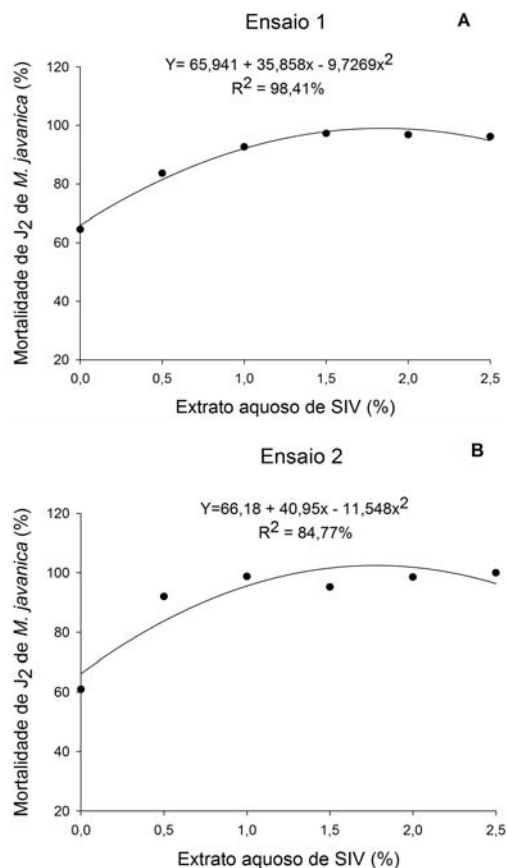 Ensaio 1
A
Y= 65,941 + 35,858x - 9,7269x²
R² = 98,41%
Mortalidade de J₂ de M. javanica (%)
120
100
80
60
40
20
0,0 0,5 1,0 1,5 2,0 2,5
Extrato aquoso de SIV (%)
Ensaio 2
B
Y=66,18 + 40,95x - 11,548x²
R² = 84,77%
Mortalidade de J₂ de M. javanica (%)
120
100
80
60
40
20
0,0 0,5 1,0 1,5 2,0 2,5
Extrato aquoso de SIV (%)